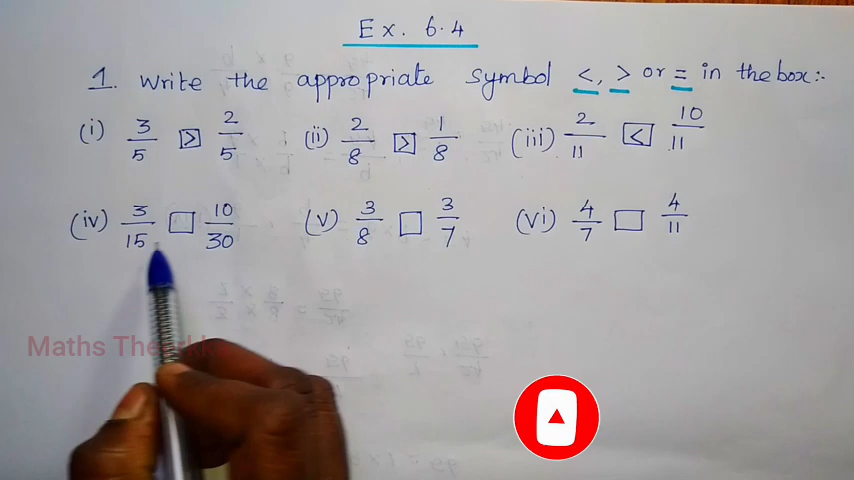 Ex. 6.4
1. Write the appropriate symbol <, > or = in the box:-
(i) 3/5 > 2/5 (ii) 2/8 > 1/8 (iii) 2/11 < 10/11
(iv) 3/15 □ 10/30 (v) 3/8 □ 3/7 (vi) 4/7 □ 4/11